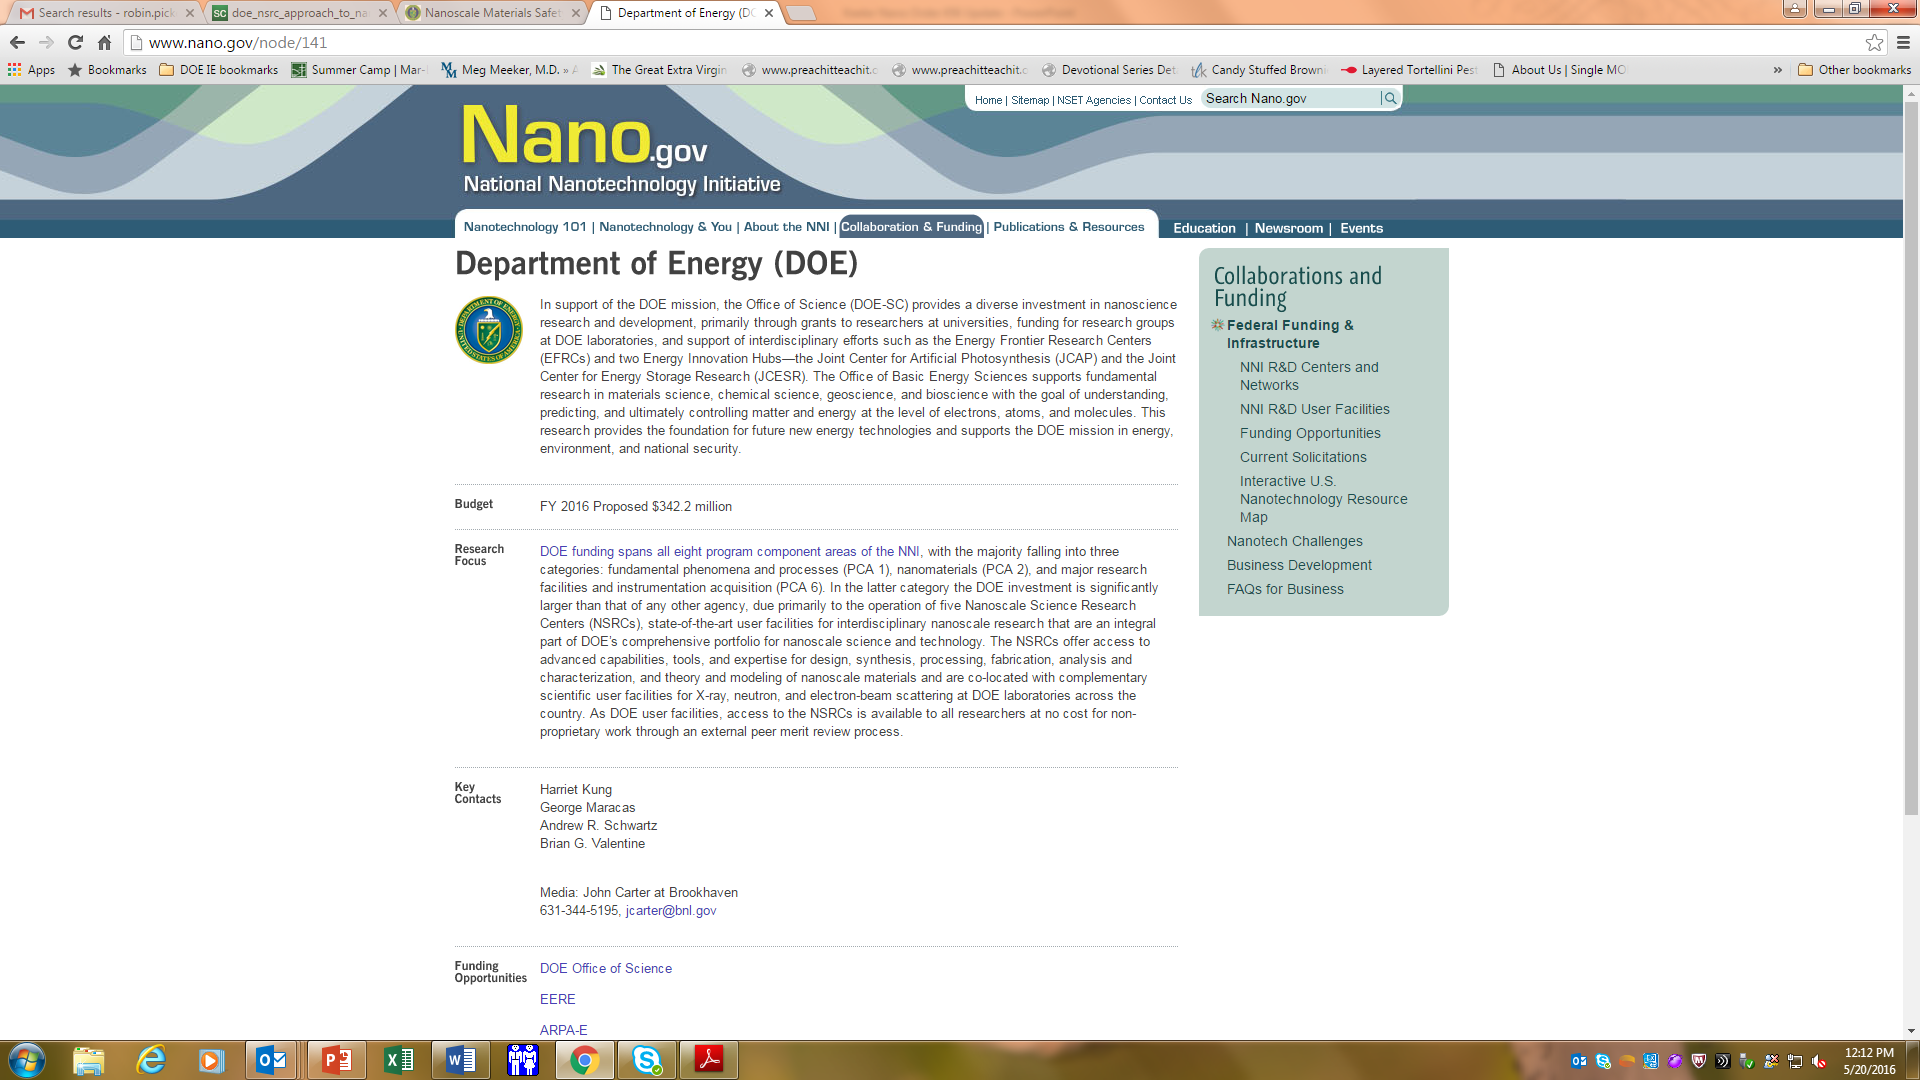 Search results - robin.pick
doe_nsrc_approach_to_na
Nanoscale Materials Safet
Department of Energy (DO
www.nano.gov/node/141
Apps
Bookmarks
DOE IE bookmarks
Summer Camp | Mar-
Meg Meeker, M.D. » A
The Great Extra Virgin
www.preachitteachit.c
www.preachitteachit.c
Devotional Series Det
Candy Stuffed Browni
Layered Tortellini Pest
About Us | Single MO
»
Other bookmarks
Home | Sitemap | NSET Agencies | Contact Us
Search Nano.gov
Nano.gov
National Nanotechnology Initiative
Nanotechnology 101 | Nanotechnology & You | About the NNI | Collaboration & Funding | Publications & Resources
Education | Newsroom | Events
Department of Energy (DOE)
In support of the DOE mission, the Office of Science (DOE-SC) provides a diverse investment in nanoscience
research and development, primarily through grants to researchers at universities, funding for research groups
at DOE laboratories, and support of interdisciplinary efforts such as the Energy Frontier Research Centers
(EFRCs) and two Energy Innovation Hubs—the Joint Center for Artificial Photosynthesis (JCAP) and the Joint
Center for Energy Storage Research (JCESR). The Office of Basic Energy Sciences supports fundamental
research in materials science, chemical science, geoscience, and bioscience with the goal of understanding,
predicting, and ultimately controlling matter and energy at the level of electrons, atoms, and molecules. This
research provides the foundation for future new energy technologies and supports the DOE mission in energy,
environment, and national security.
Budget
FY 2016 Proposed $342.2 million
Research
Focus
DOE funding spans all eight program component areas of the NNI, with the majority falling into three
categories: fundamental phenomena and processes (PCA 1), nanomaterials (PCA 2), and major research
facilities and instrumentation acquisition (PCA 6). In the latter category the DOE investment is significantly
larger than that of any other agency, due primarily to the operation of five Nanoscale Science Research
Centers (NSRCs), state-of-the-art user facilities for interdisciplinary nanoscale research that are an integral
part of DOE's comprehensive portfolio for nanoscale science and technology. The NSRCs offer access to
advanced capabilities, tools, and expertise for design, synthesis, processing, fabrication, analysis and
characterization, and theory and modeling of nanoscale materials and are co-located with complementary
scientific user facilities for X-ray, neutron, and electron-beam scattering at DOE laboratories across the
country. As DOE user facilities, access to the NSRCs is available to all researchers at no cost for non-
proprietary work through an external peer merit review process.
Key
Contacts
Harriet Kung
George Maracas
Andrew R. Schwartz
Brian G. Valentine
Media: John Carter at Brookhaven
631-344-5195, jcarter@bnl.gov
Funding
Opportunities
DOE Office of Science
EERE
ARPA-E
Collaborations and
Funding
Federal Funding &
Infrastructure
NNI R&D Centers and
Networks
NNI R&D User Facilities
Funding Opportunities
Current Solicitations
Interactive U.S.
Nanotechnology Resource
Map
Nanotech Challenges
Business Development
FAQs for Business
12:12 PM
5/20/2016